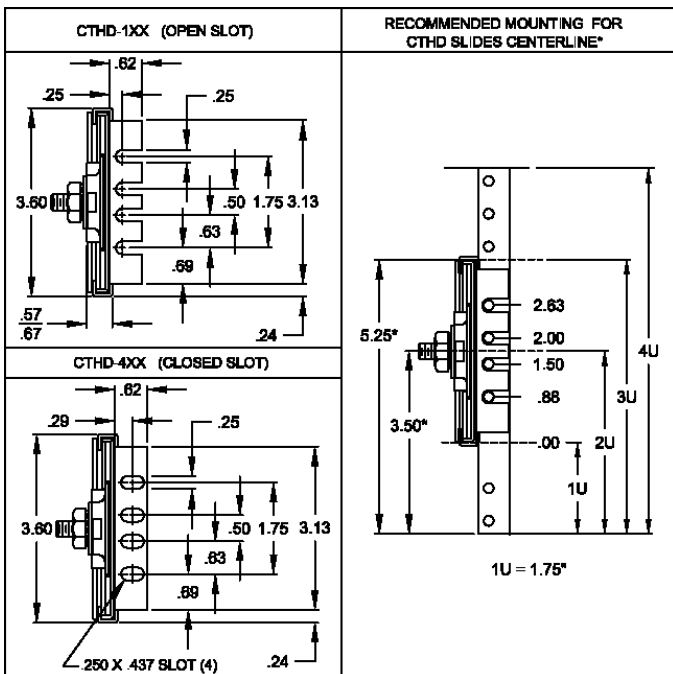 CTHD-1XX (OPEN SLOT)
.62
.25
.25
3.60
.50
1.75
3.13
.63
.69
.57
.67
.24
CTHD-4XX (CLOSED SLOT)
.62
.29
.25
3.60
.50
1.75
3.13
.63
.69
.250 X .437 SLOT (4)
.24
RECOMMENDED MOUNTING FOR
CTHD SLIDES CENTERLINE*
2.63
5.25*
2.00
4U
1.50
3U
.88
3.50*
.00
2U
1U
1U = 1.75"